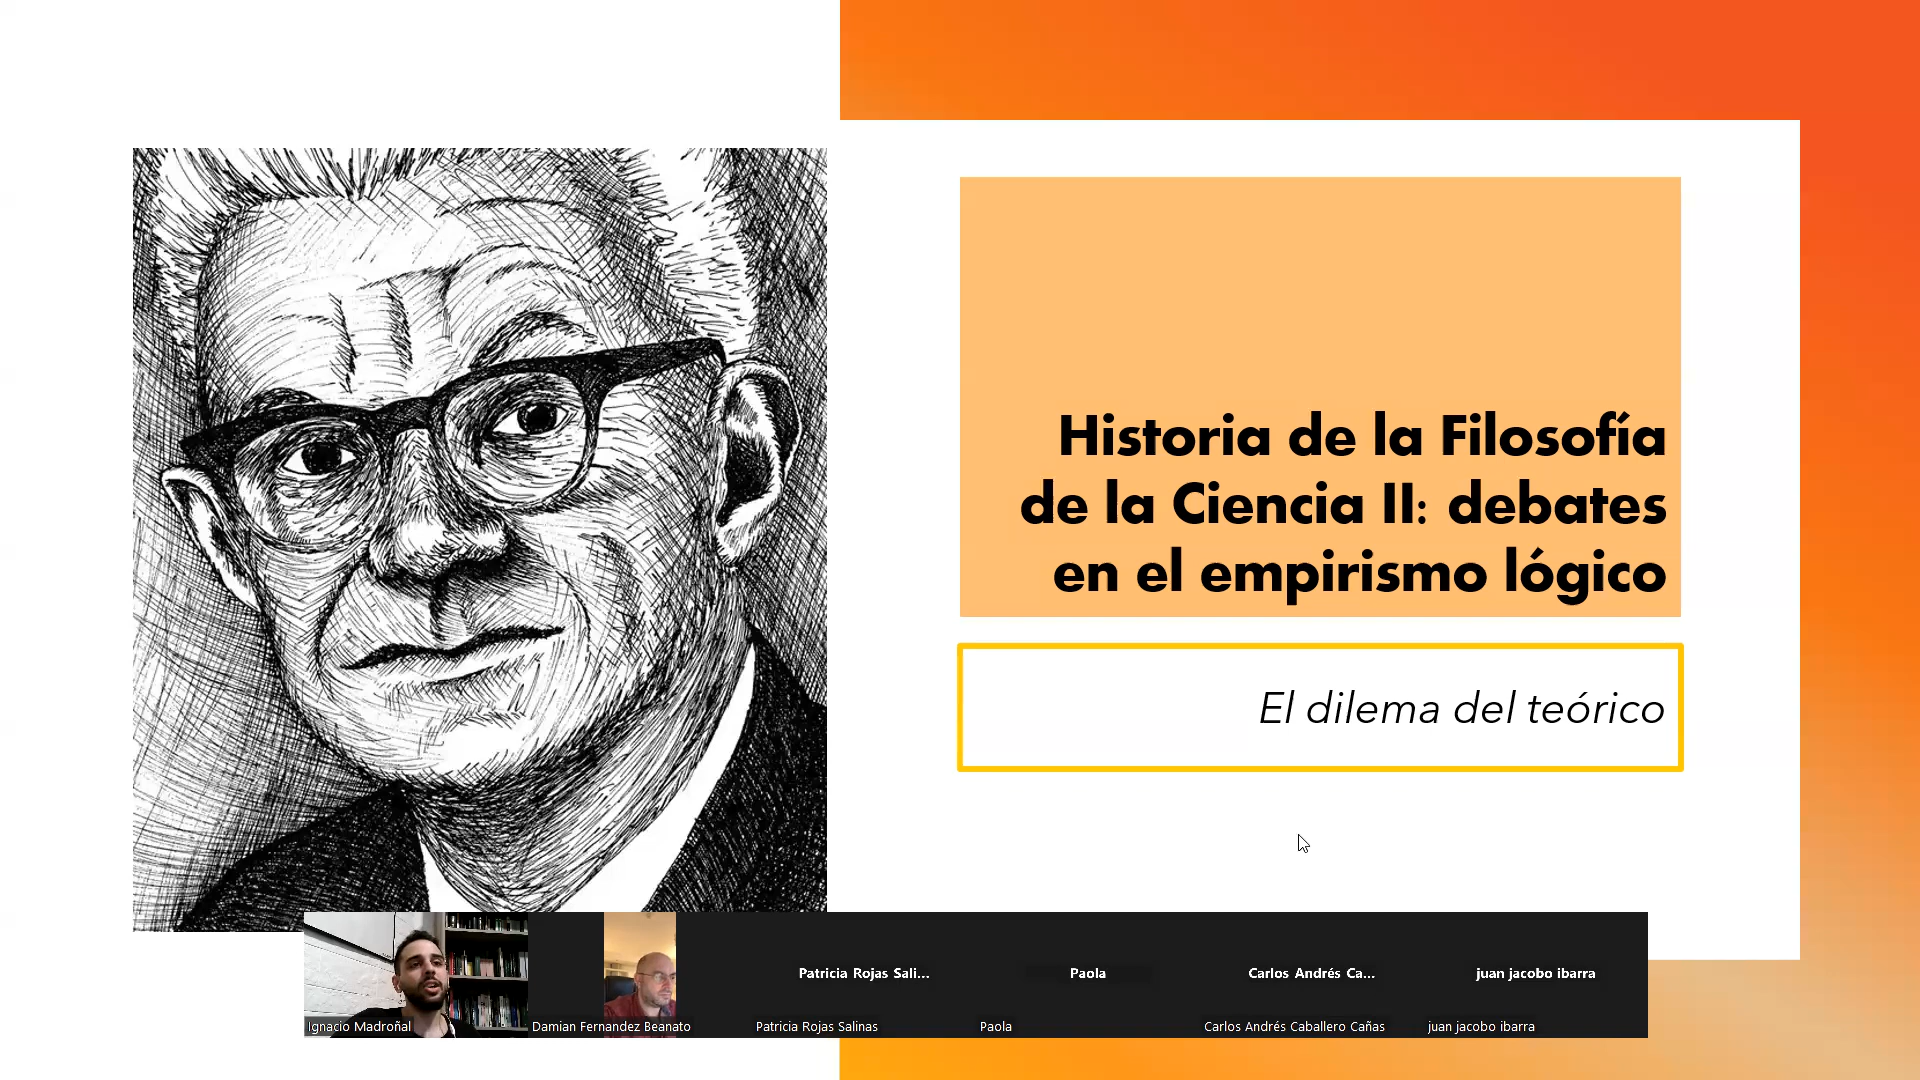 Historia de la Filosofía
de la Ciencia II: debates
en el empirismo lógico
El dilema del teórico
Patricia Rojas Sali...
Paola
Carlos Andrés Ca...
juan jacobo ibarra
Ignacio Madroñal
Damian Fernandez Beanato
Patricia Rojas Salinas
Paola
Carlos Andrés Caballero Cañas
juan jacobo ibarra